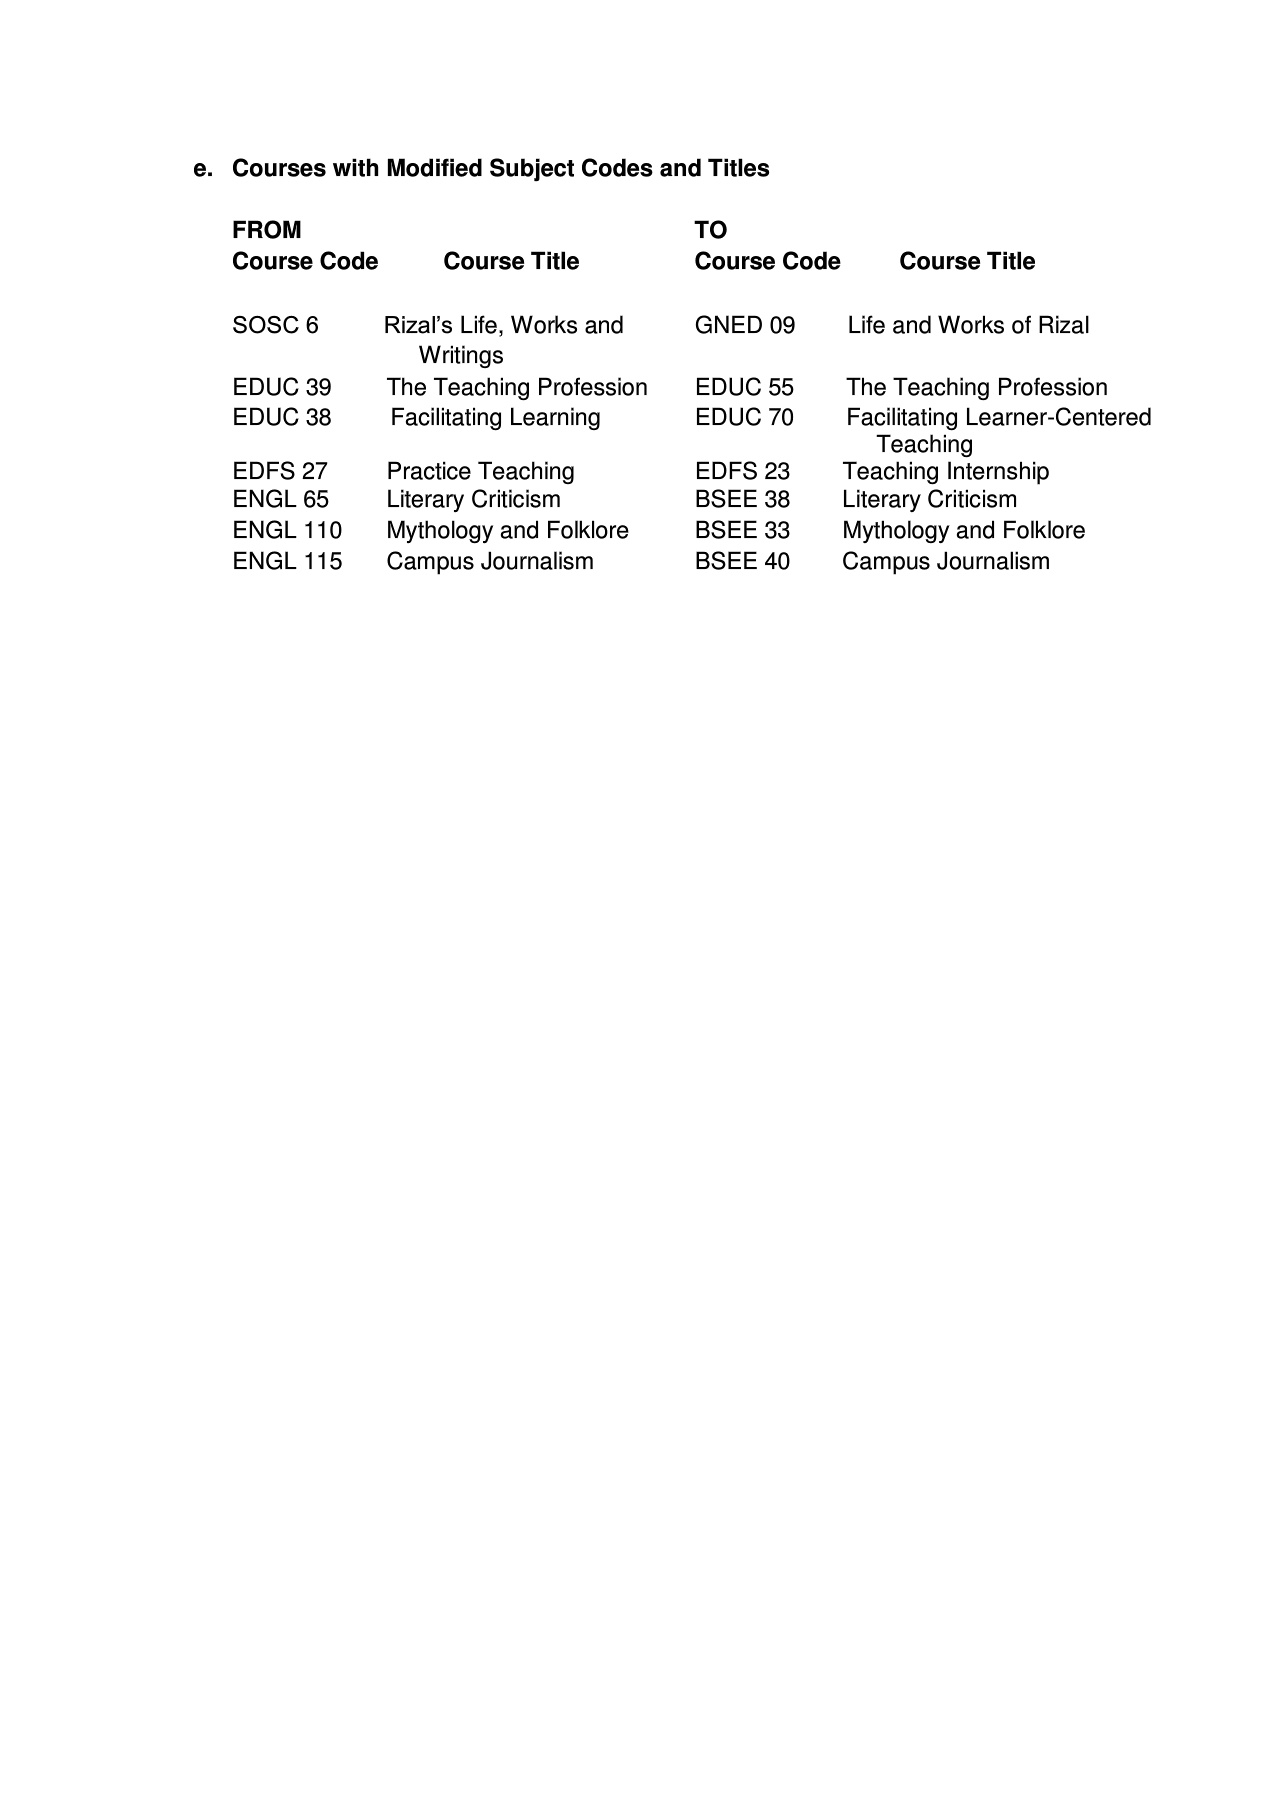 e. Courses with Modified Subject Codes and Titles
FROM TO
Course Code Course Title Course Code Course Title
SOSC 6 Rizal’s Life, Works and GNED 09 Life and Works of Rizal
Writings
EDUC 39 The Teaching Profession EDUC 55 The Teaching Profession
EDUC 38 Facilitating Learning EDUC 70 Facilitating Learner-Centered
Teaching
EDFS 27 Practice Teaching EDFS 23 Teaching Internship
ENGL 65 Literary Criticism BSEE 38 Literary Criticism
ENGL 110 Mythology and Folklore BSEE 33 Mythology and Folklore
ENGL 115 Campus Journalism BSEE 40 Campus Journalism